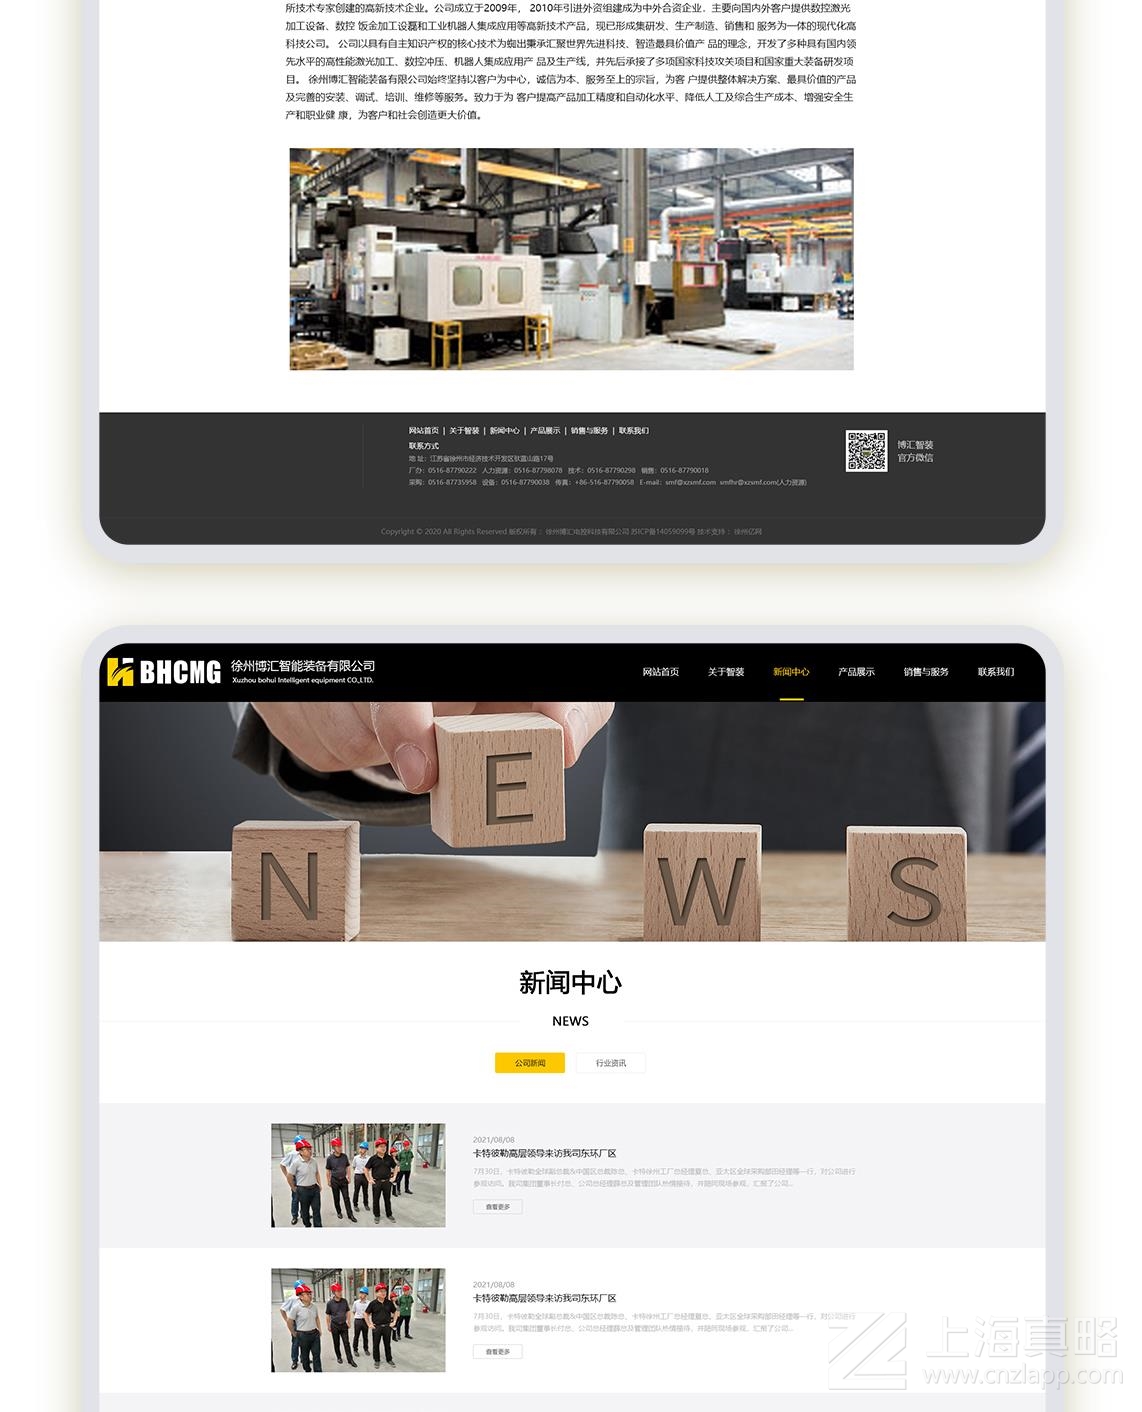 所技术专家创建的高新技术企业。公司成立于2009年， 2010年引进外资组建成为中外合资企业，主要向国内外客户提供数控激光
加工设备、数控 饭金加工设磊和工业机器人集成应用等高新技术产品，现已形成集研发、生产制造、销售和 服务为一体的现代化高
科技公司。 公司以具有自主知识产权的核心技术为蜘出秉承汇聚世界先进科技、智造最具价值产 品的理念，开发了多种具有国内领
先水平的高性能激光加工、数控冲压、机器人集成应用产 品及生产线，并先后承接了多项国家科技攻关项目和国家重大装备研发项
目。 徐州博汇智能装备有限公司始终坚持以客户为中心，诚信为本、服务至上的宗旨，为客 户提供整体解决方案、最具价值的产品
及完善的安装、调试、培训、维修等服务。致力于为 客户提高产品加工精度和自动化水平、降低人工及综合生产成本、增强安全生
产和职业健 康，为客户和社会创造更大价值。
网站首页 | 关于智装 | 新闻中心 | 产品展示 | 销售与服务 | 联系我们
联系方式
地 址：江苏省徐州市经济技术开发区钦蓝山路17号
厂办：0516-87790222 人力资源：0516-87798078 技术：0516-87790298 销售：0516-87790018
采购：0516-87735958 设备：0516-87790038 传真：+86-516-87790058 E-mail：smf@xzsmf.com smfhr@xzsmf.com(人力资源)
博汇智装
官方微信
Copyright © 2020 All Rights Reserved 版权所有： 徐州博汇电控科技有限公司 苏ICP备14059099号 技术支持： 徐州亿网
BHCMG 徐州博汇智能装备有限公司
Xuzhou bohui Intelligent equipment CO.,LTD.
网站首页 关于智装 新闻中心 产品展示 销售与服务 联系我们
N E W S
新闻中心
NEWS
公司新闻 行业资讯
2021/08/08
卡特彼勒高层领导来访我司东环厂区
7月30日，卡特彼勒全球副总裁&中国区总裁陈总、卡特徐州工厂总经理夏总、亚太区全球采购部田经理等一行，对公司进行
参观访问。我司集团董事长付总、公司总经理薛总及管理团队热情接待，并陪同现场参观，汇报了公司...
查看更多
2021/08/08
卡特彼勒高层领导来访我司东环厂区
7月30日，卡特彼勒全球副总裁&中国区总裁陈总、卡特徐州工厂总经理夏总、亚太区全球采购部田经理等一行，对公司进行
参观访问。我司集团董事长付总、公司总经理薛总及管理团队热情接待，并陪同现场参观，汇报了公司...
查看更多
上海真略
www.cnzlapp.com